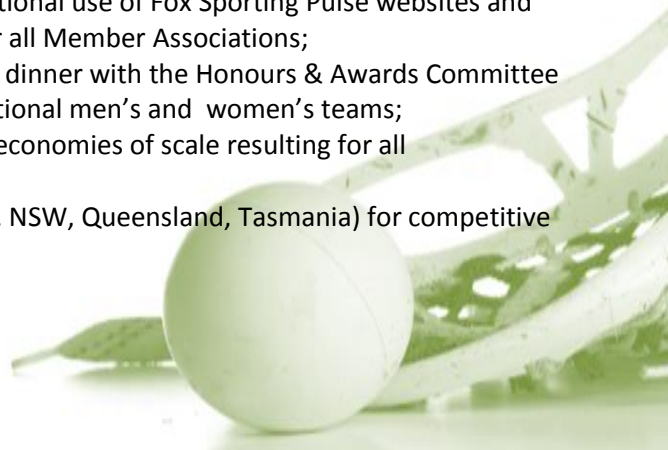 tional use of Fox Sporting Pulse websites and
r all Member Associations;
dinner with the Honours & Awards Committee
tional men's and women's teams;
economies of scale resulting for all
NSW, Queensland, Tasmania) for competitive